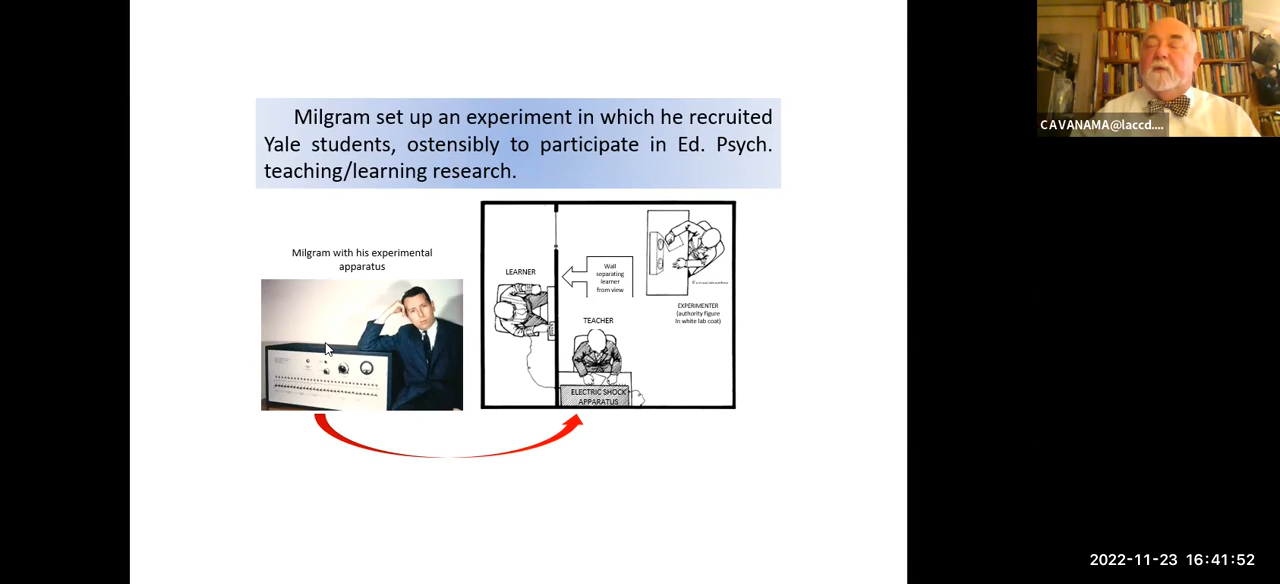 Milgram set up an experiment in which he recruited
Yale students, ostensibly to participate in Ed. Psych.
teaching/learning research.
Milgram with his experimental
apparatus
LEARNER
Wall
separating
learner
from view
EXPERIMENTER
(authority figure
in white lab coat)
TEACHER
ELECTRIC SHOCK
APPARATUS
CAVANAMA@laccd....
2022-11-23 16:41:52